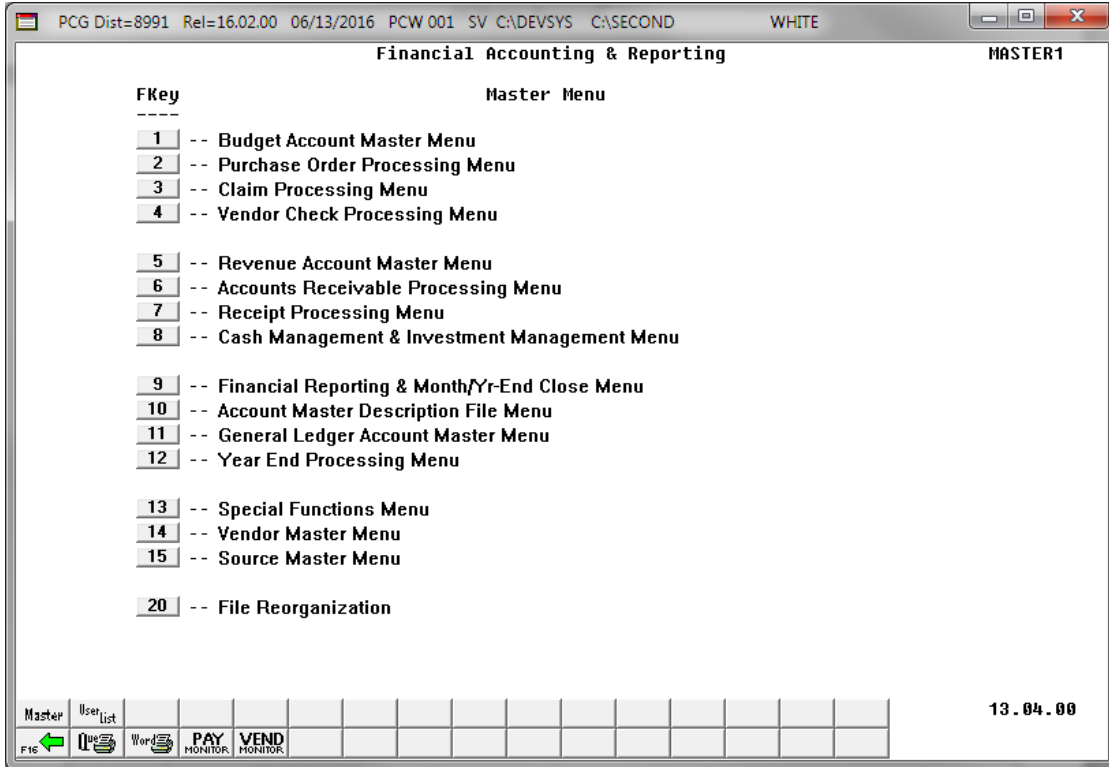 PCG Dist=8991 Rel=16.02.00 06/13/2016 PCW 001 SV C:\DEVSYS C:\SECOND WHITE
Financial Accounting & Reporting MASTER1
FKey Master Menu
----
1 -- Budget Account Master Menu
2 -- Purchase Order Processing Menu
3 -- Claim Processing Menu
4 -- Vendor Check Processing Menu
5 -- Revenue Account Master Menu
6 -- Accounts Receivable Processing Menu
7 -- Receipt Processing Menu
8 -- Cash Management & Investment Management Menu
9 -- Financial Reporting & Month/Yr-End Close Menu
10 -- Account Master Description File Menu
11 -- General Ledger Account Master Menu
12 -- Year End Processing Menu
13 -- Special Functions Menu
14 -- Vendor Master Menu
15 -- Source Master Menu
20 -- File Reorganization
Master User List 13.04.00
F16 Que Word PAY MONITOR VEND MONITOR